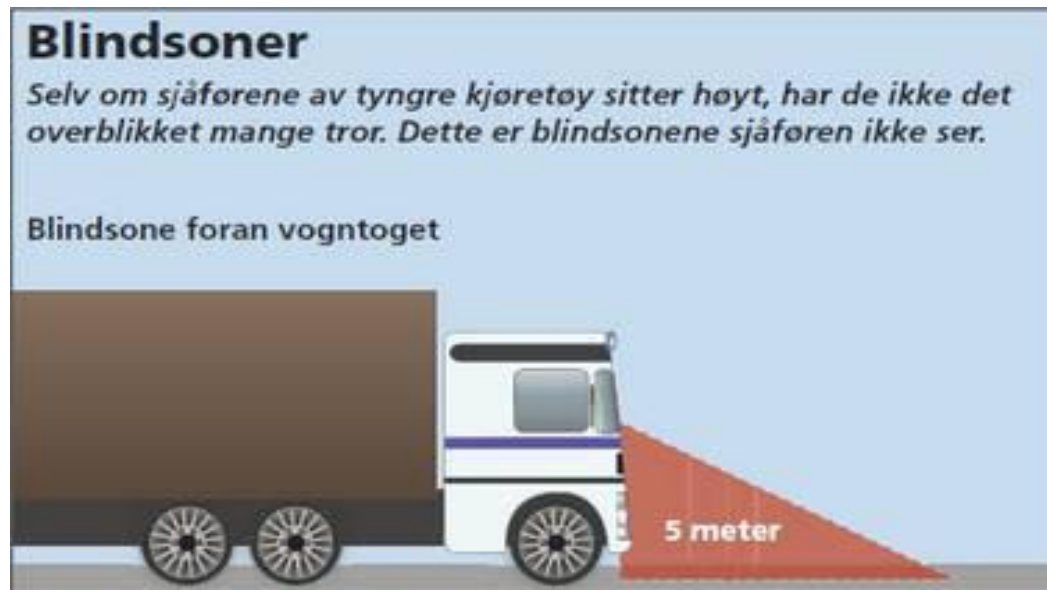 Blindsoner
Selv om sjåførene av tyngre kjøretøy sitter høyt, har de ikke det
overblikket mange tror. Dette er blindsonene sjåføren ikke ser.
Blindsone foran vogntoget
5 meter